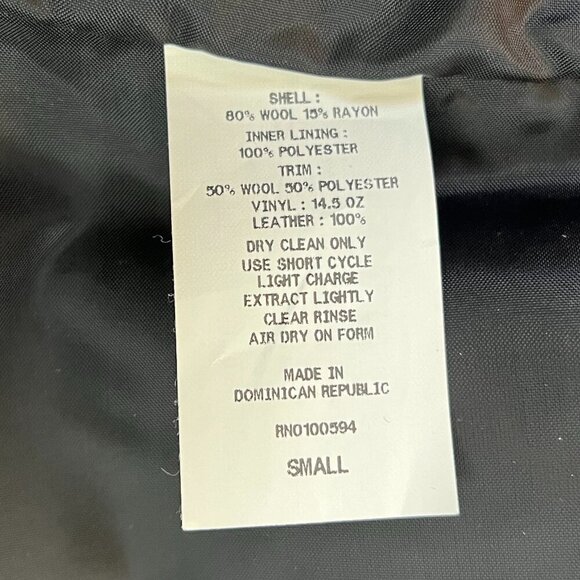 SHELL :
80% WOOL 15% RAYON
INNER LINING :
100% POLYESTER
TRIM :
50% WOOL 50% POLYESTER
VINYL : 14.5 OZ
LEATHER : 100%
DRY CLEAN ONLY
USE SHORT CYCLE
LIGHT CHARGE
EXTRACT LIGHTLY
CLEAR RINSE
AIR DRY ON FORM
MADE IN
DOMINICAN REPUBLIC
RN0100594
SMALL